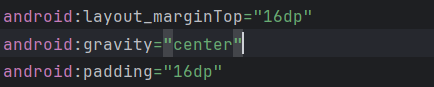 android:layout_marginTop="16dp"
android:gravity="center"
android:padding="16dp"